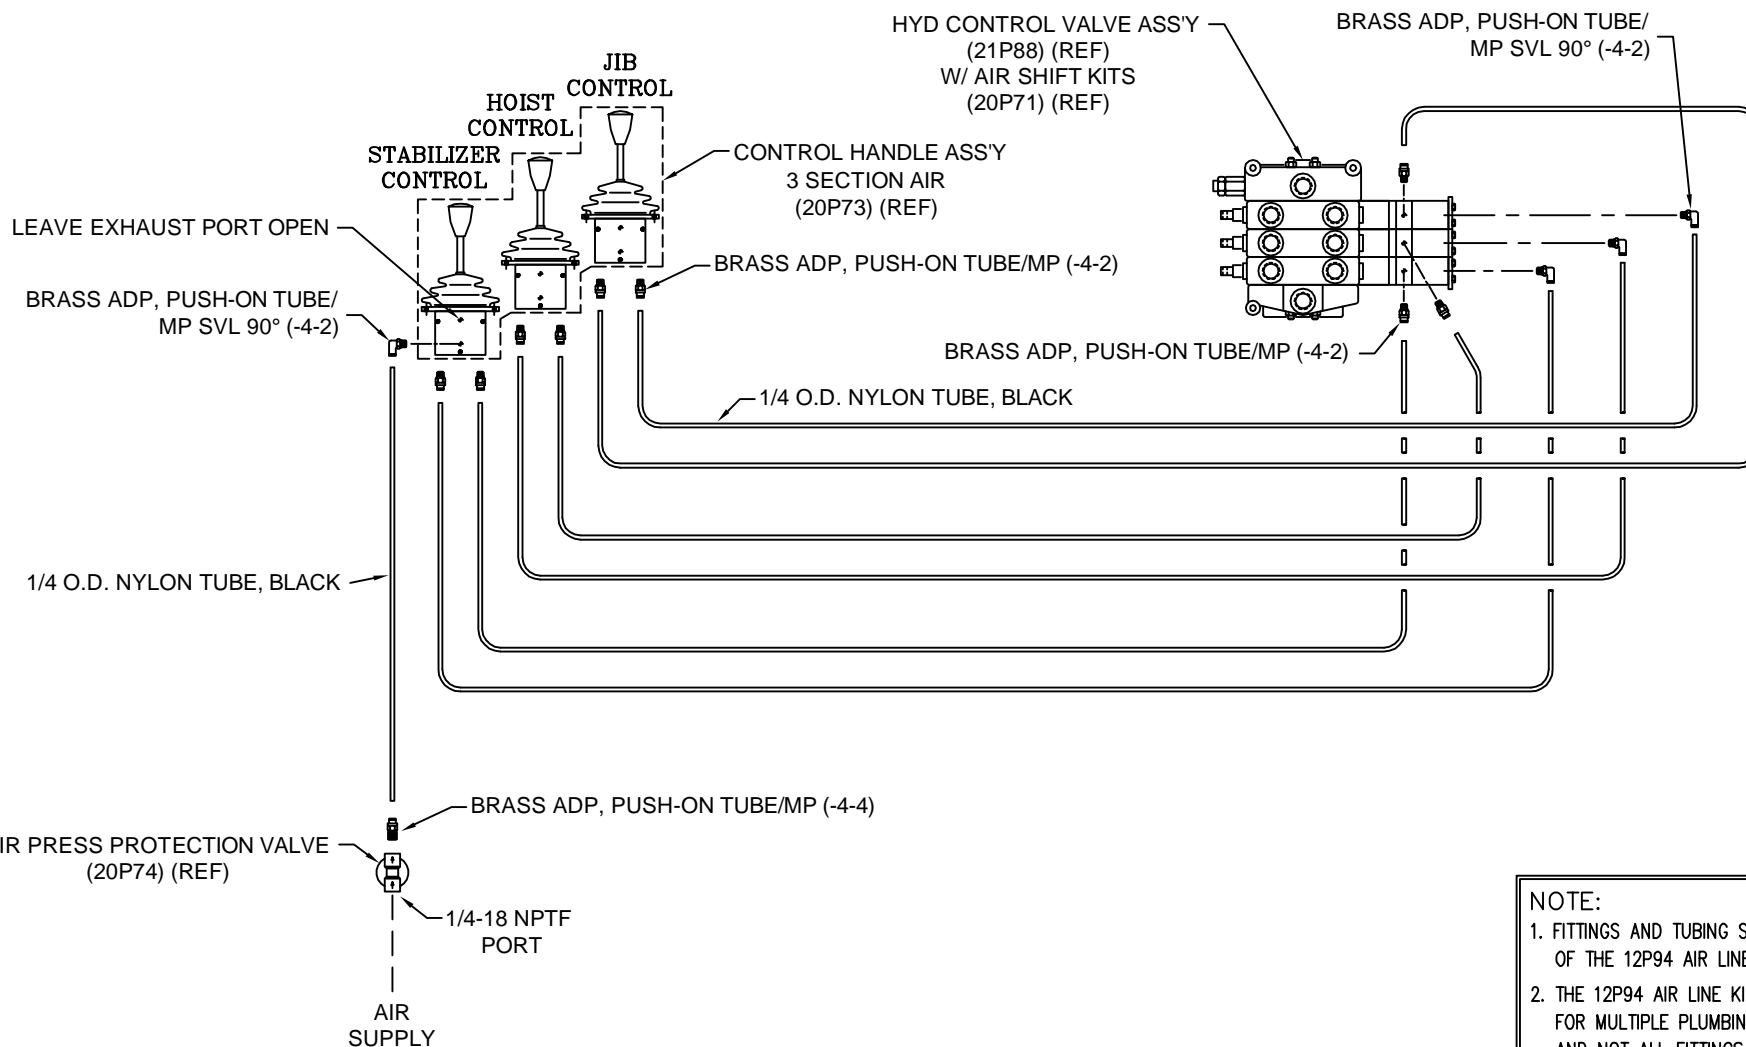 HYD CONTROL VALVE ASS'Y
(21P88) (REF)
W/ AIR SHIFT KITS
(20P71) (REF)
BRASS ADP, PUSH-ON TUBE/
MP SVL 90° (-4-2)
JIB
CONTROL
HOIST
CONTROL
STABILIZER
CONTROL
CONTROL HANDLE ASS'Y
3 SECTION AIR
(20P73) (REF)
LEAVE EXHAUST PORT OPEN
BRASS ADP, PUSH-ON TUBE/MP (-4-2)
BRASS ADP, PUSH-ON TUBE/
MP SVL 90° (-4-2)
BRASS ADP, PUSH-ON TUBE/MP (-4-2)
1/4 O.D. NYLON TUBE, BLACK
1/4 O.D. NYLON TUBE, BLACK
BRASS ADP, PUSH-ON TUBE/MP (-4-4)
IR PRESS PROTECTION VALVE
(20P74) (REF)
1/4-18 NPTF
PORT
AIR
SUPPLY
NOTE:
1. FITTINGS AND TUBING S
OF THE 12P94 AIR LINE
2. THE 12P94 AIR LINE KI
FOR MULTIPLE PLUMBIN
AND NOT ALL FITTINGS